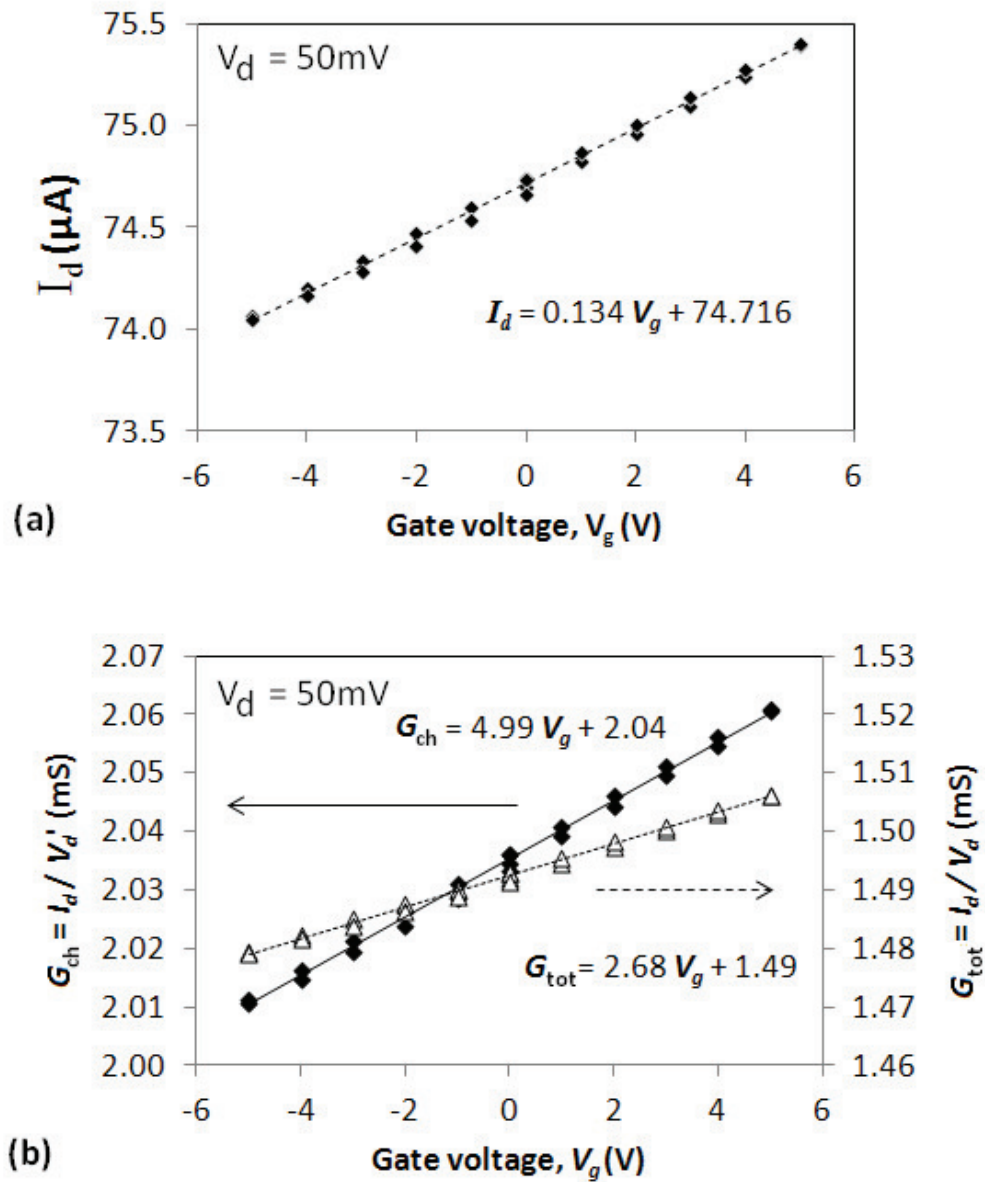 75.5
V_d = 50mV
75.0
74.5
I_d (μA)
74.0
I_d = 0.134 V_g + 74.716
73.5
-6 -4 -2 0 2 4 6
(a)
Gate voltage, V_g (V)
2.07 1.53
V_d = 50mV
2.06 1.52
G_ch = 4.99 V_g + 2.04
2.05 1.51
2.04 1.50
2.03 1.49
2.02 1.48
G_tot = 2.68 V_g + 1.49
2.01 1.47
2.00 1.46
G_ch = I_d / V_d' (mS)
G_tot = I_d / V_d (mS)
-6 -4 -2 0 2 4 6
(b)
Gate voltage, V_g (V)